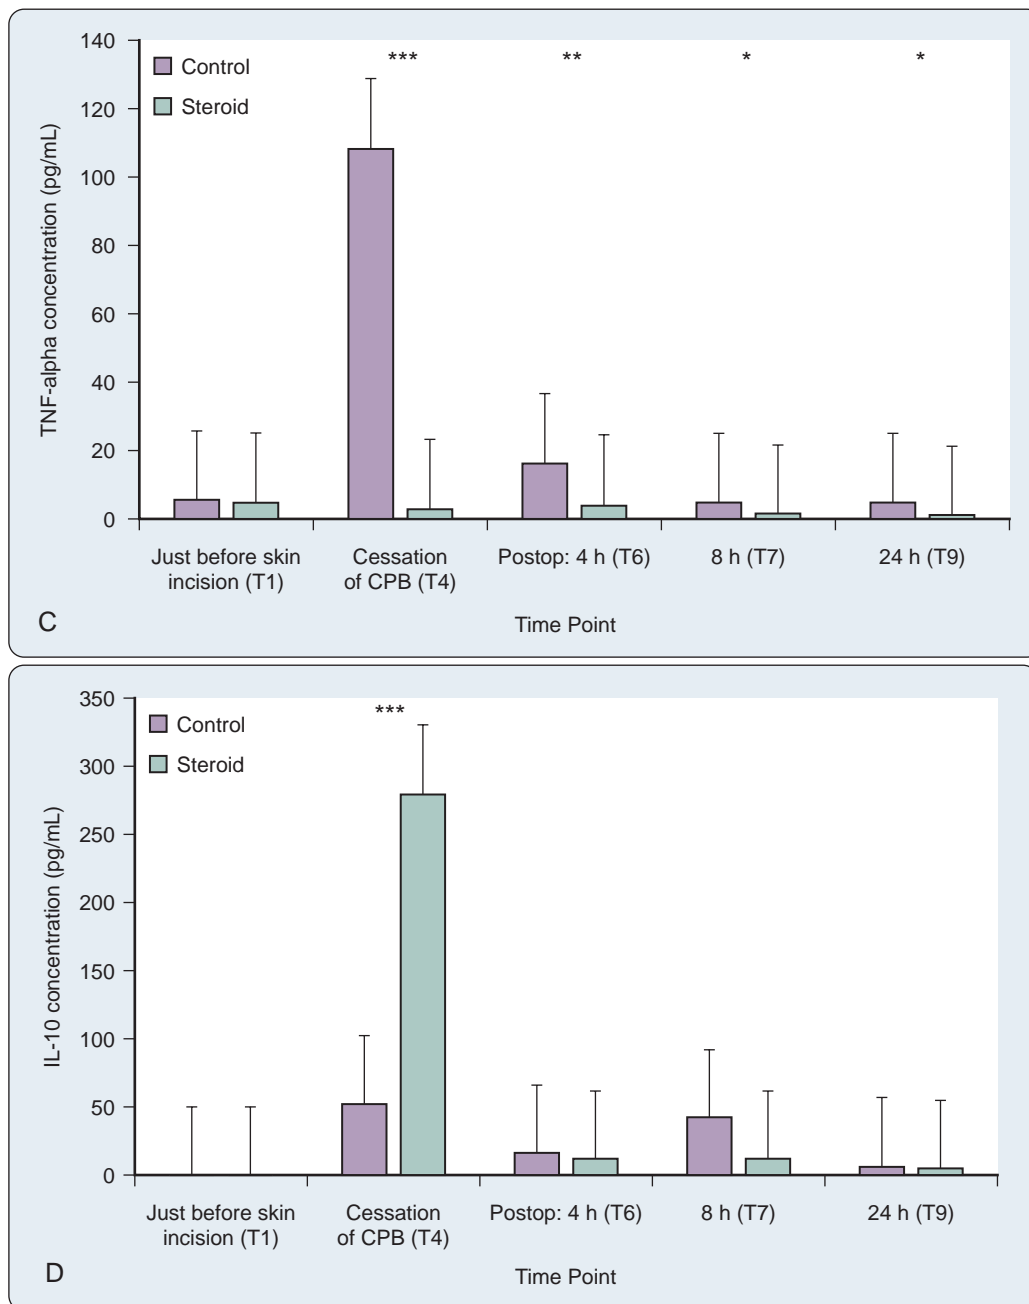 140
120
100
80
60
40
20
0
TNF-alpha concentration (pg/mL)
Control
Steroid
***
**
*
*
Just before skin
incision (T1)
Cessation
of CPB (T4)
Postop: 4 h (T6)
8 h (T7)
24 h (T9)
Time Point
C
350
300
250
200
150
100
50
0
IL-10 concentration (pg/mL)
Control
Steroid
***
Just before skin
incision (T1)
Cessation
of CPB (T4)
Postop: 4 h (T6)
8 h (T7)
24 h (T9)
Time Point
D